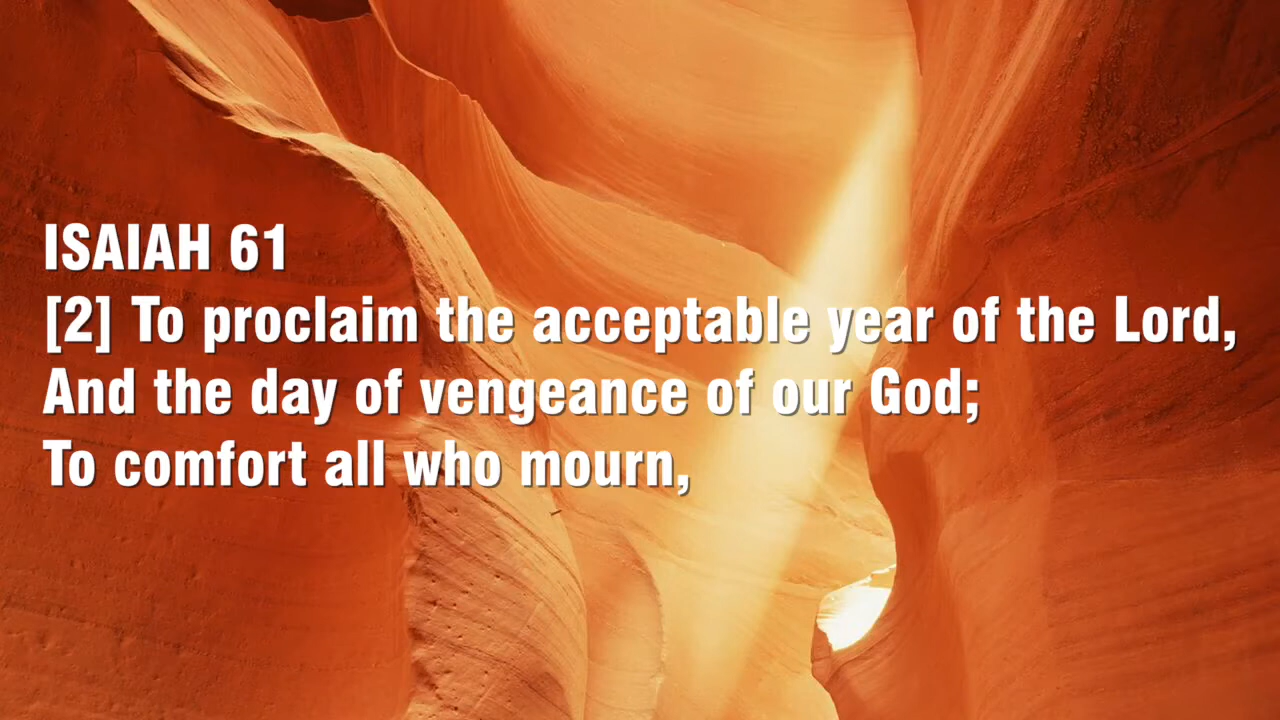 ISAIAH 61
[2] To proclaim the acceptable year of the Lord,
And the day of vengeance of our God;
To comfort all who mourn,